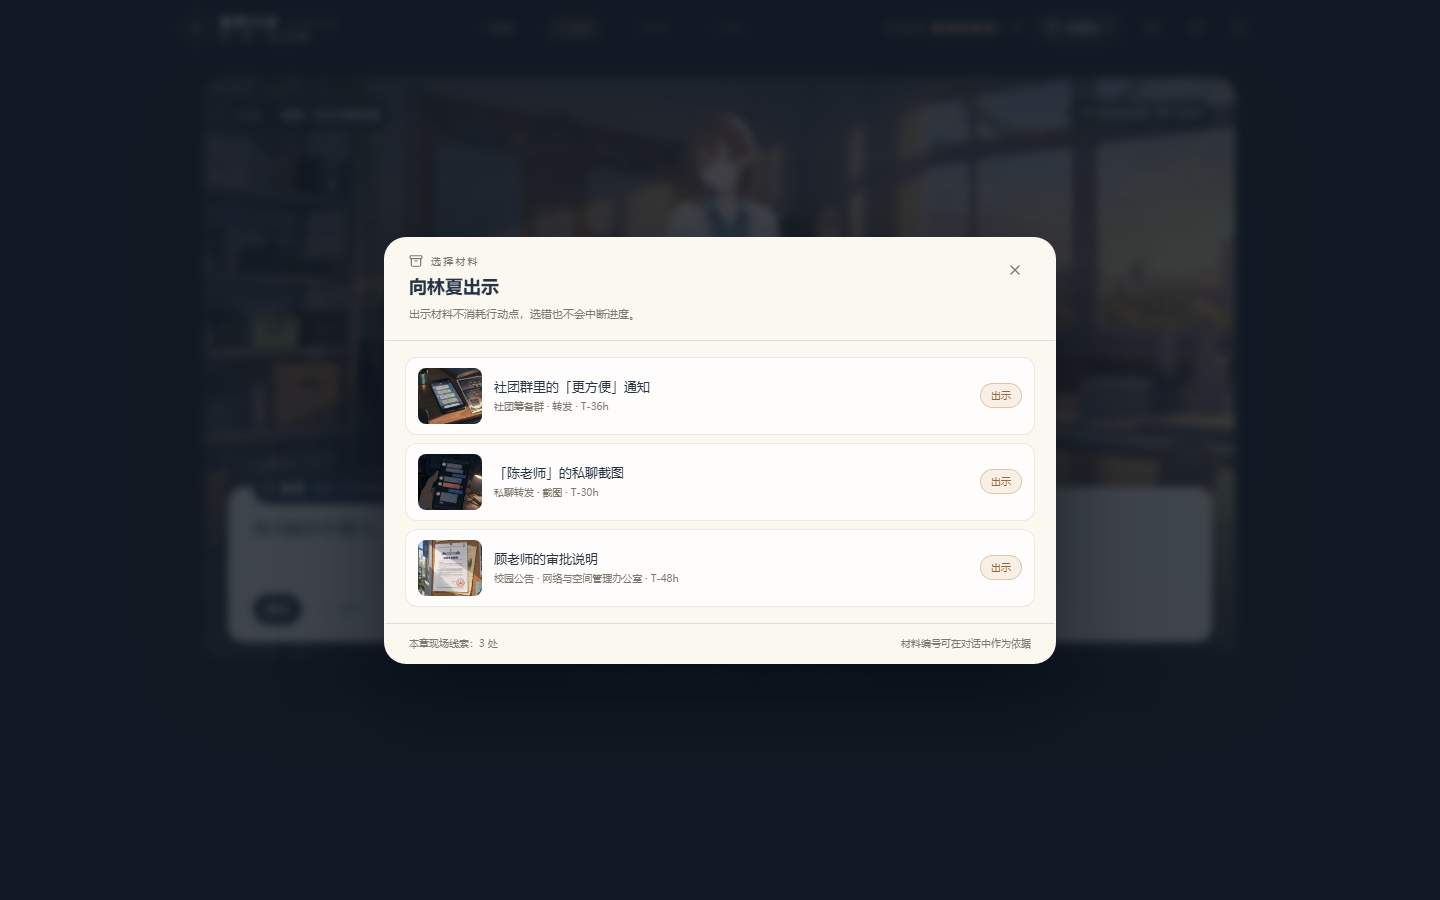 选择材料
向林夏出示
出示材料不消耗行动点，选错也不会中断进度。
社团群里的「更方便」通知
社团筹备群 · 转发 · T-36h
出示
「陈老师」的私聊截图
私聊转发 · 截图 · T-30h
出示
顾老师的审批说明
校园公告 · 网络与空间管理办公室 · T-48h
出示
本章现场线索：3 处
材料编号可在对话中作为依据